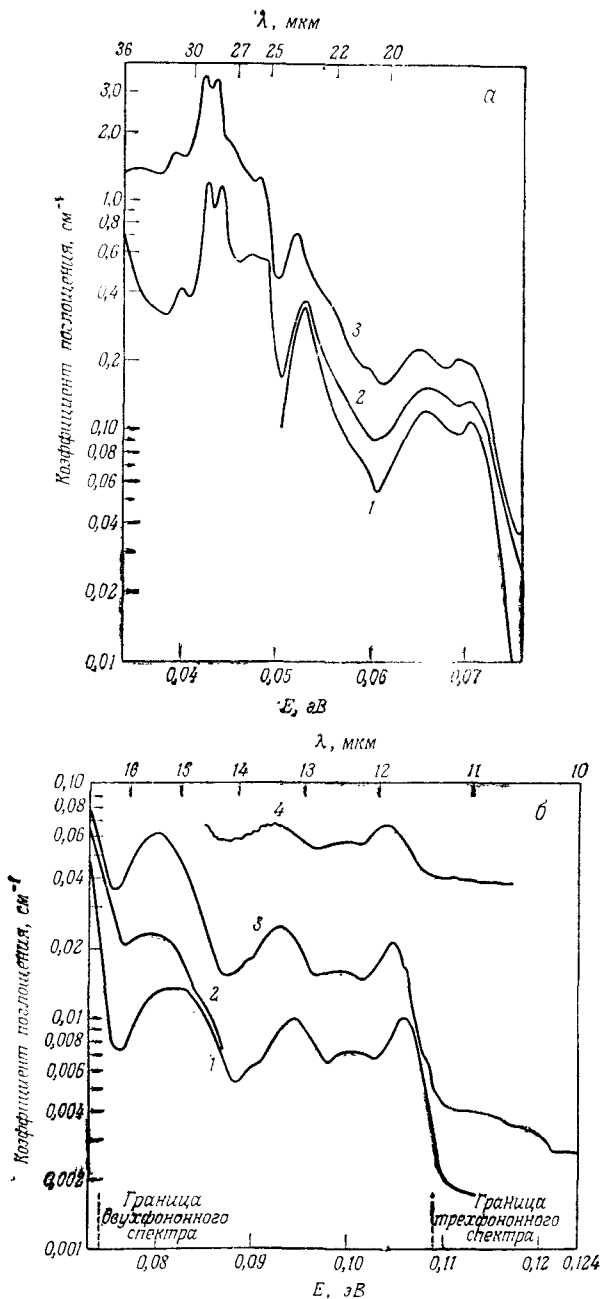 λ, мкм
36 30 28 27 25 22 20
а
3,0
2,0
1,0
0,8
0,6
0,4
0,2
0,10
0,08
0,06
0,04
0,02
0,01
Коэффициент поглощения, см⁻¹
3
2
1
0,04 0,05 0,06 0,07
E, эВ
λ, мкм
16 15 14 13 12 11 10
б
0,10
0,08
0,06
0,04
0,02
0,01
0,008
0,006
0,004
0,002
0,001
Коэффициент поглощения, см⁻¹
4
3
2
1
Граница
двухфононного
спектра
Граница
трехфононного
спектра
0,08 0,09 0,10 0,11 0,12 0,124
E, эВ